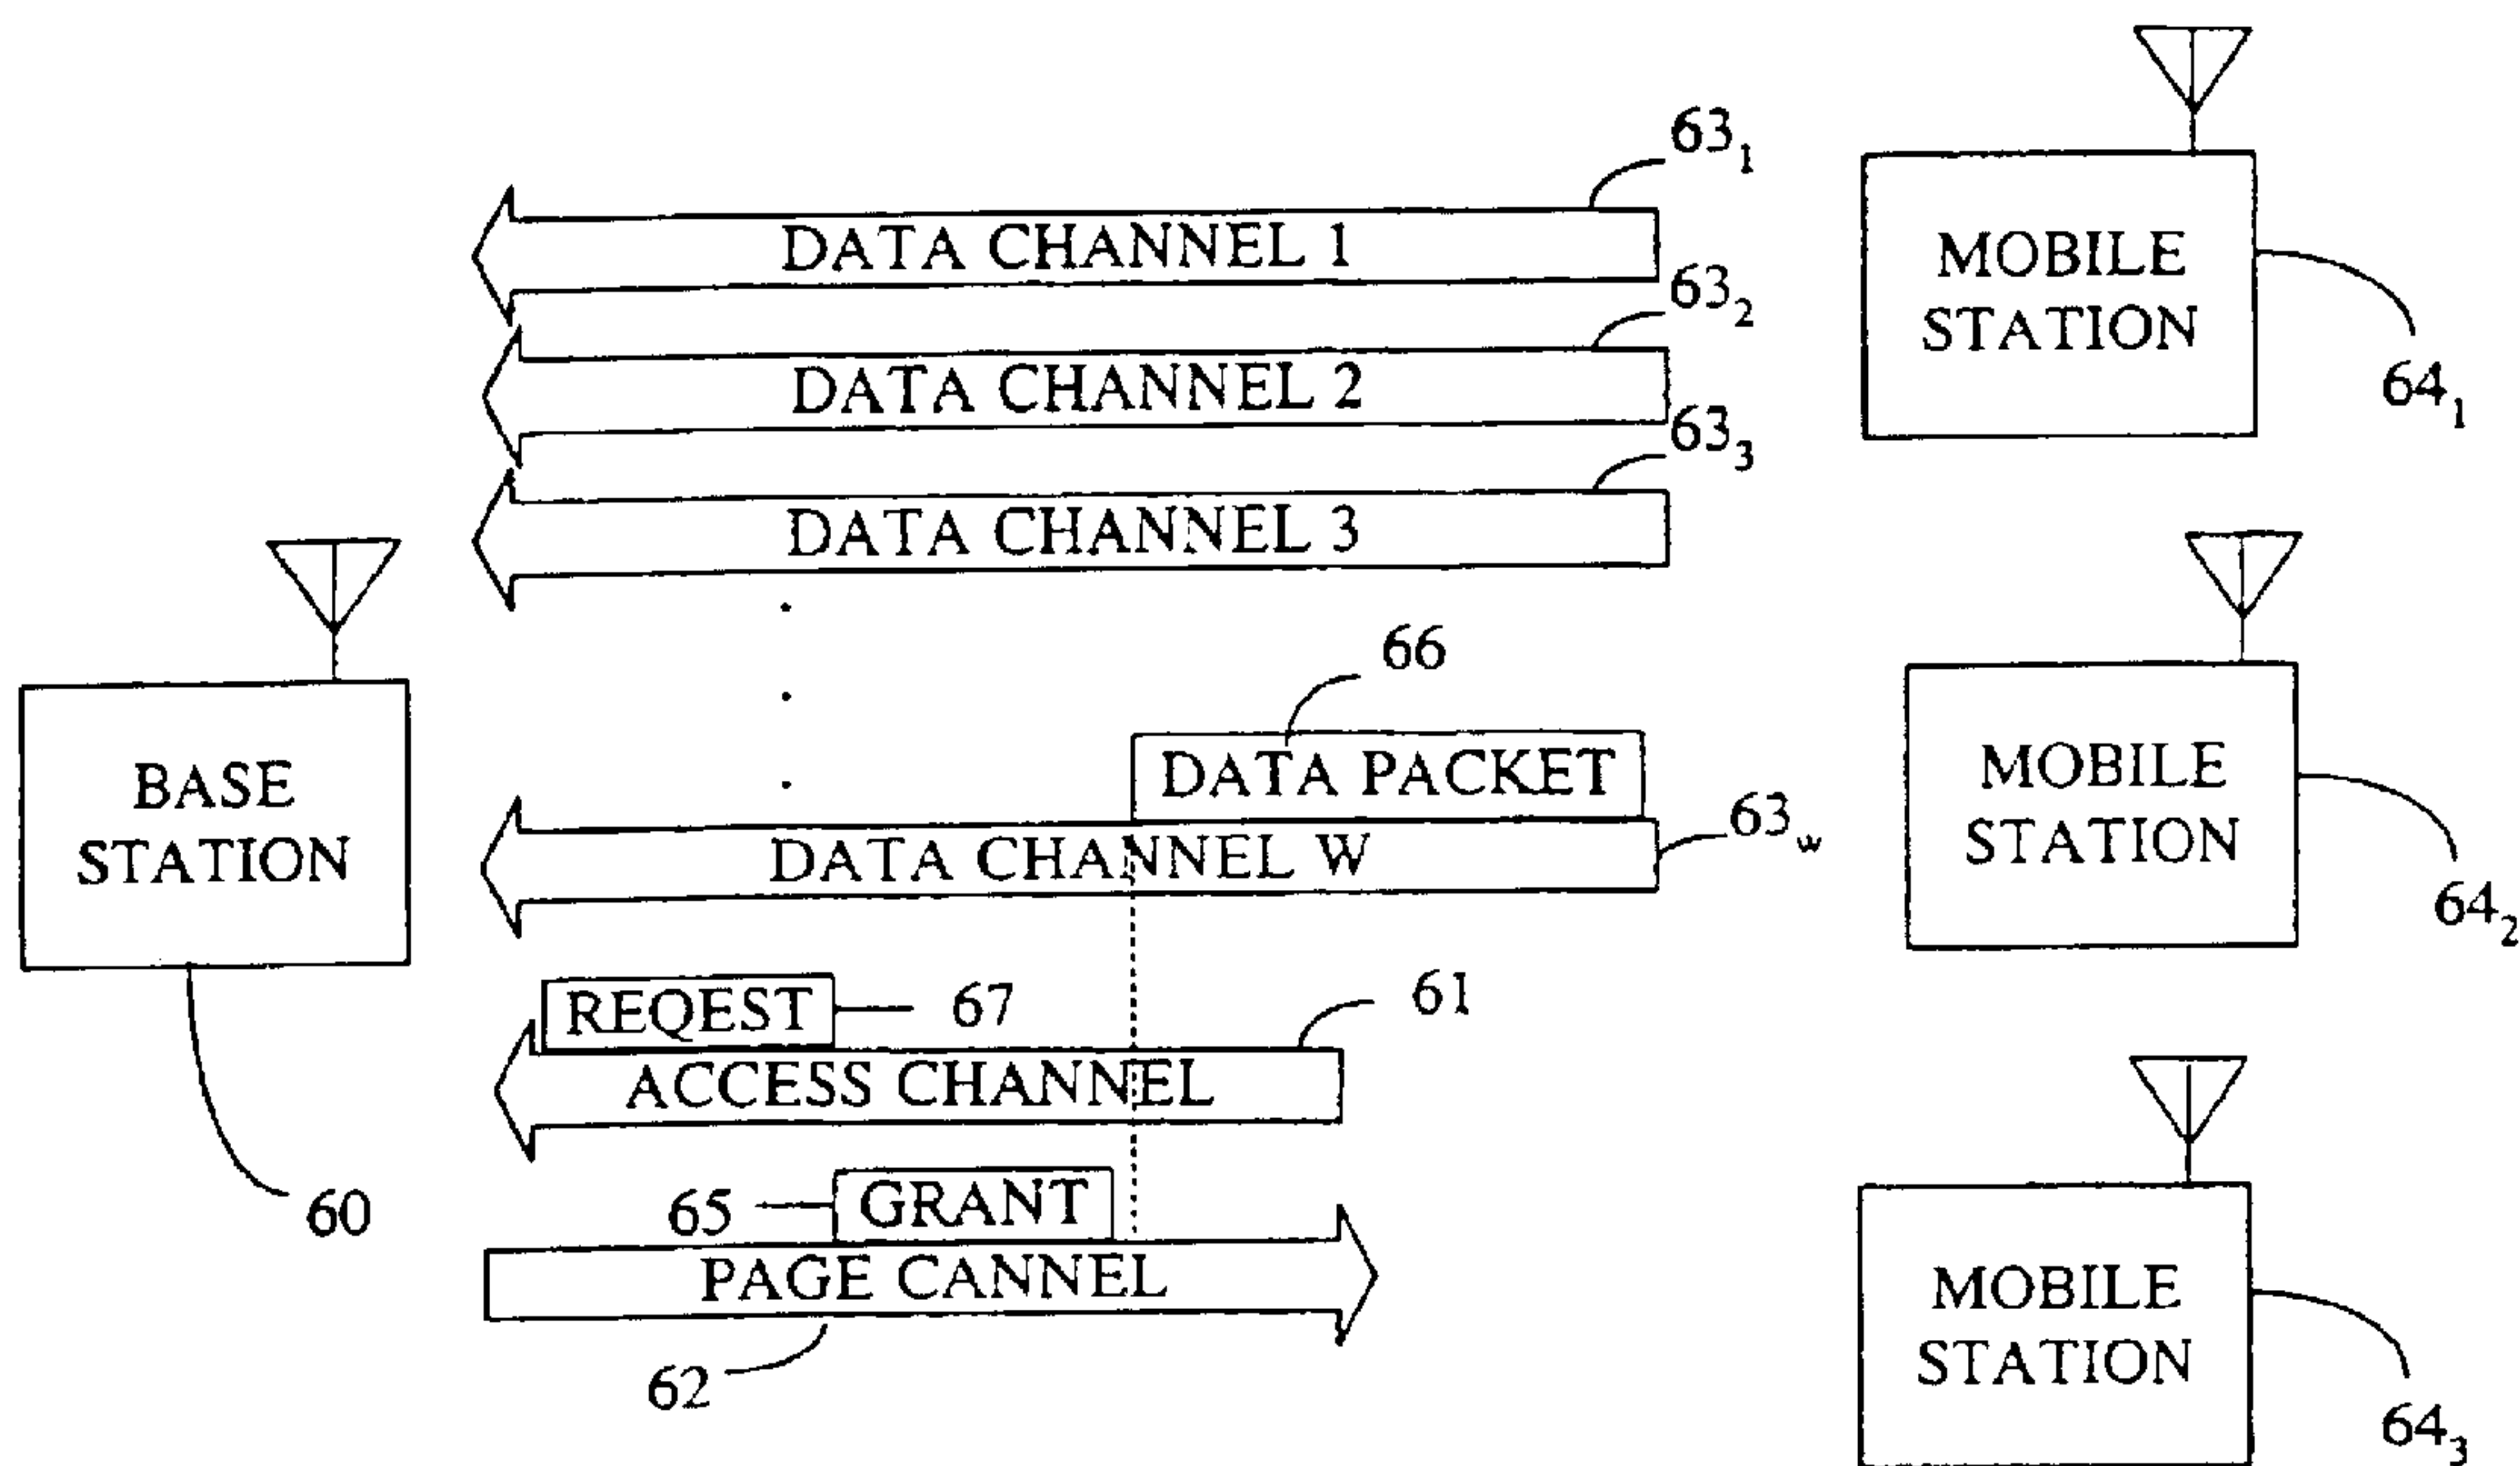 63₁
DATA CHANNEL 1
MOBILE
STATION
64₁
63₂
DATA CHANNEL 2
63₃
DATA CHANNEL 3
66
DATA PACKET
BASE
STATION
60
DATA CHANNEL W
63w
MOBILE
STATION
64₂
REQEST
67
61
ACCESS CHANNEL
65
GRANT
PAGE CANNEL
62
MOBILE
STATION
64₃